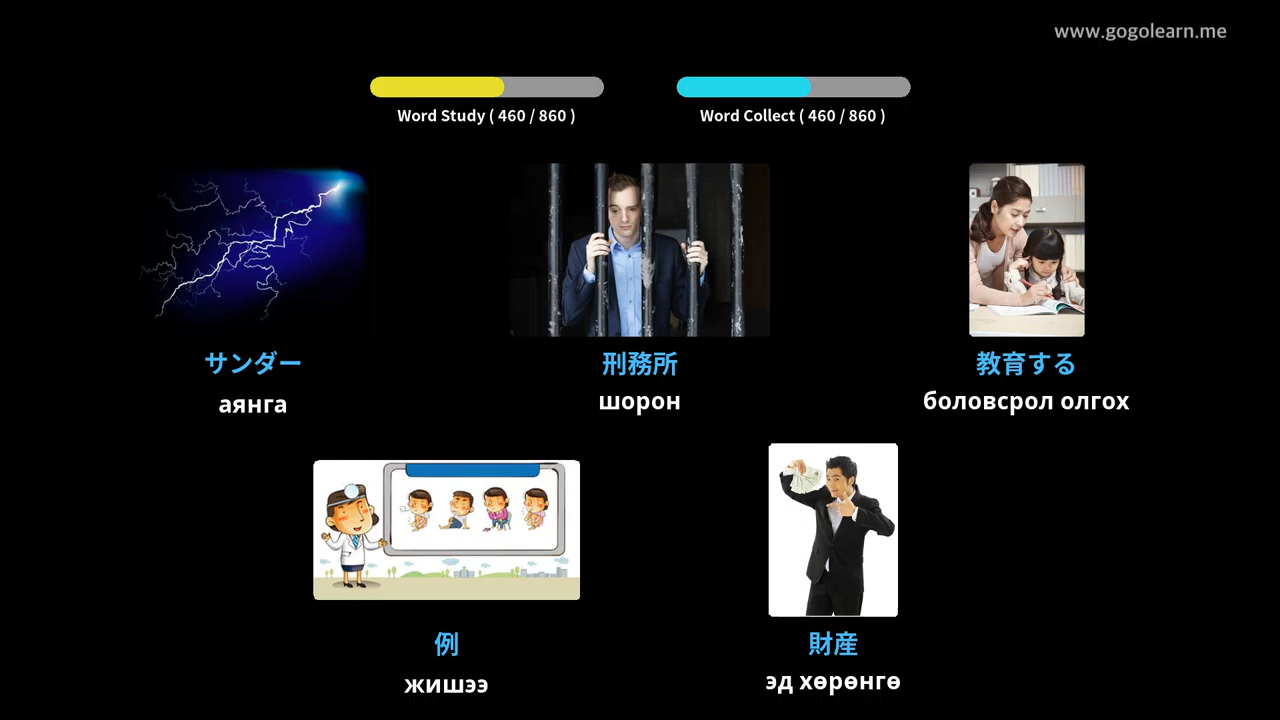 www.gogolearn.me
Word Study ( 460 / 860 )
Word Collect ( 460 / 860 )
サンダー
аянга
刑務所
шорон
教育する
боловсрол олгох
例
жишээ
財産
эд хөрөнгө